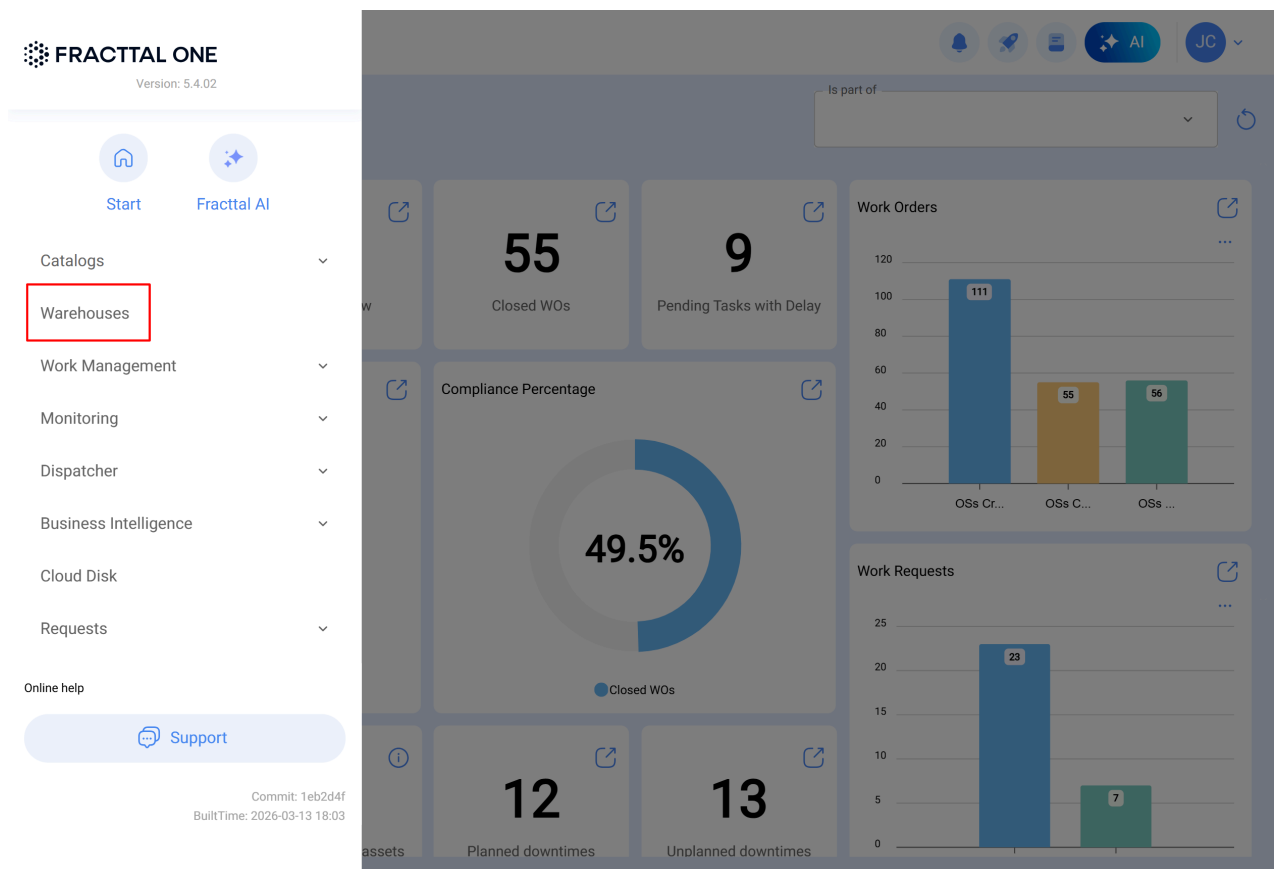 FRACTTAL ONE
Version: 5.4.02
Start
Fracttal AI
Catalogs
Warehouses
Work Management
Monitoring
Dispatcher
Business Intelligence
Cloud Disk
Requests
Online help
Support
Commit: 1eb2d4f
BuiltTime: 2026-03-13 18:03
AI
JC
Is part of
w
55
Closed WOs
9
Pending Tasks with Delay
Work Orders
...
120
100
80
60
40
20
0
111
55
56
OSs Cr...
OSs C...
OSs ...
Compliance Percentage
49.5%
Closed WOs
Work Requests
...
25
20
15
10
5
0
23
7
assets
12
Planned downtimes
13
Unplanned downtimes